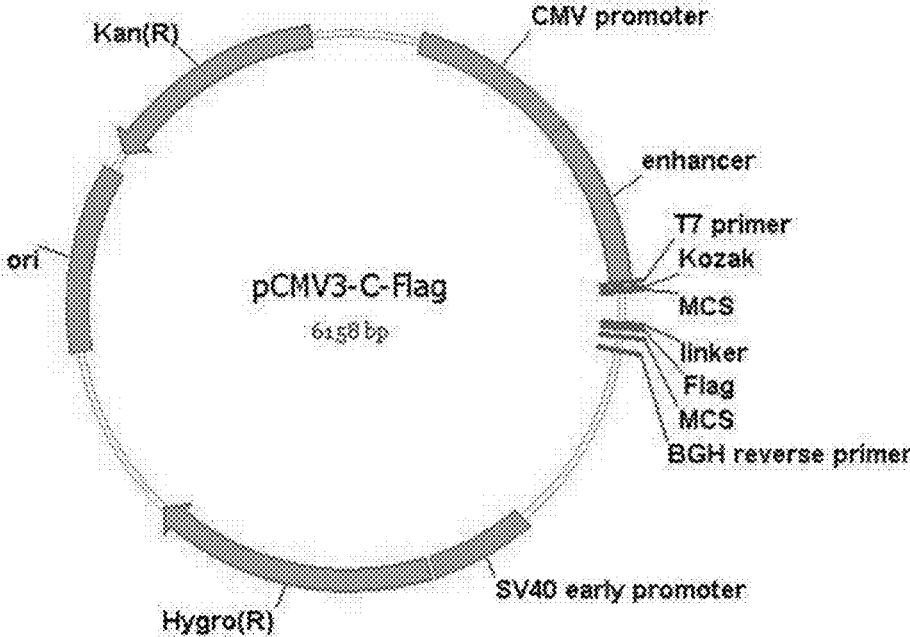 CMV promoter
Kan(R)
enhancer
T7 primer
Kozak
ori
pCMV3-C-Flag
MCS
6158 bp
linker
Flag
MCS
BGH reverse primer
SV40 early promoter
Hygro(R)